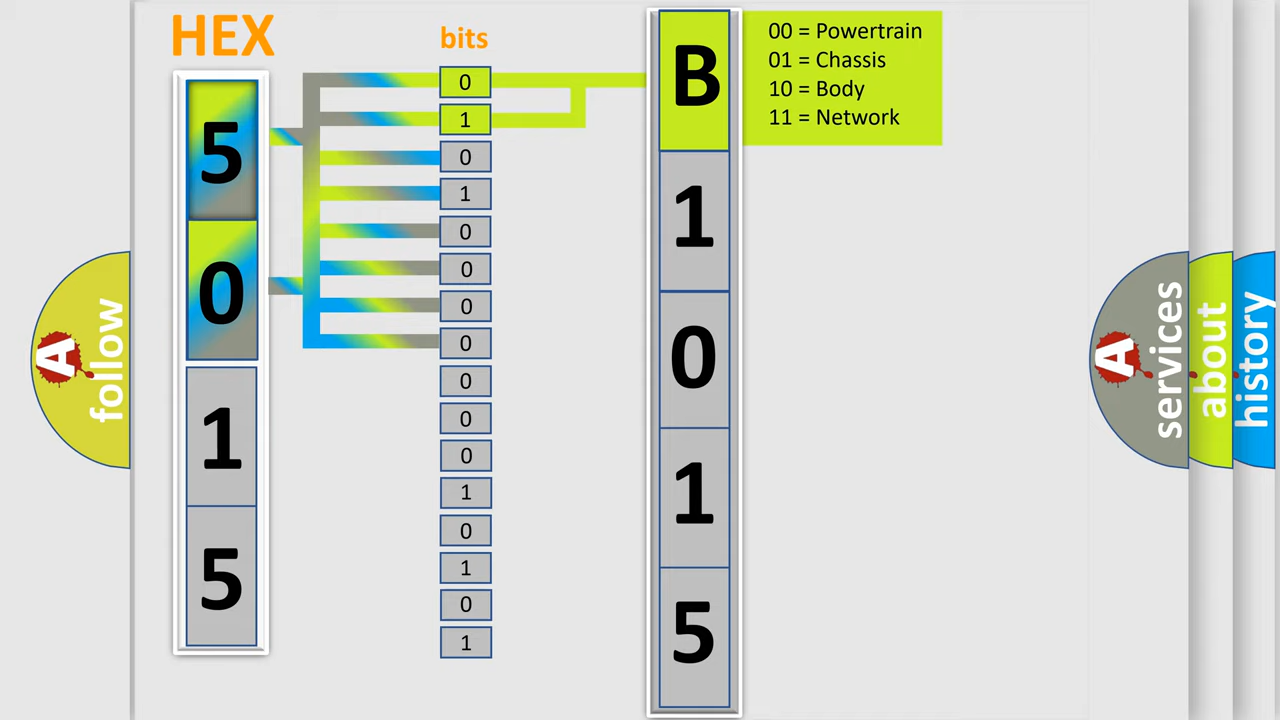 HEX
bits
5
0
1
5
0
1
0
1
0
0
0
0
0
0
0
1
0
1
0
1
B
1
0
1
5
00 = Powertrain
01 = Chassis
10 = Body
11 = Network
A
follow
A
services
about
history